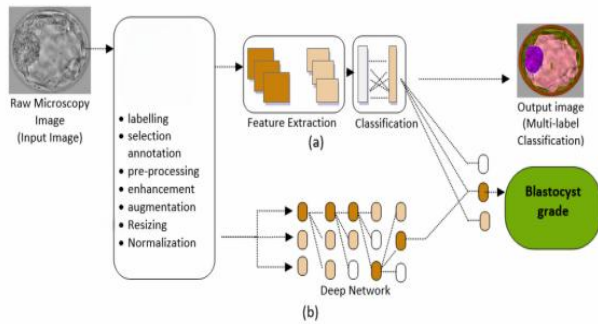 Raw Microscopy
Image
(Input Image)
• labelling
• selection
annotation
• pre-processing
• enhancement
• augmentation
• Resizing
• Normalization
Feature Extraction
Classification
(a)
Output image
(Multi-label
Classification)
Blastocyst
grade
Deep Network
(b)